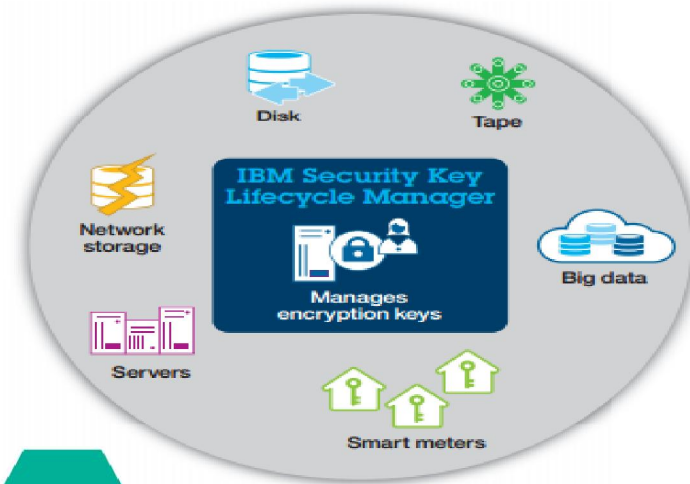 Disk
Tape
IBM Security Key
Lifecycle Manager
Network
storage
Manages
encryption keys
Big data
Servers
Smart meters